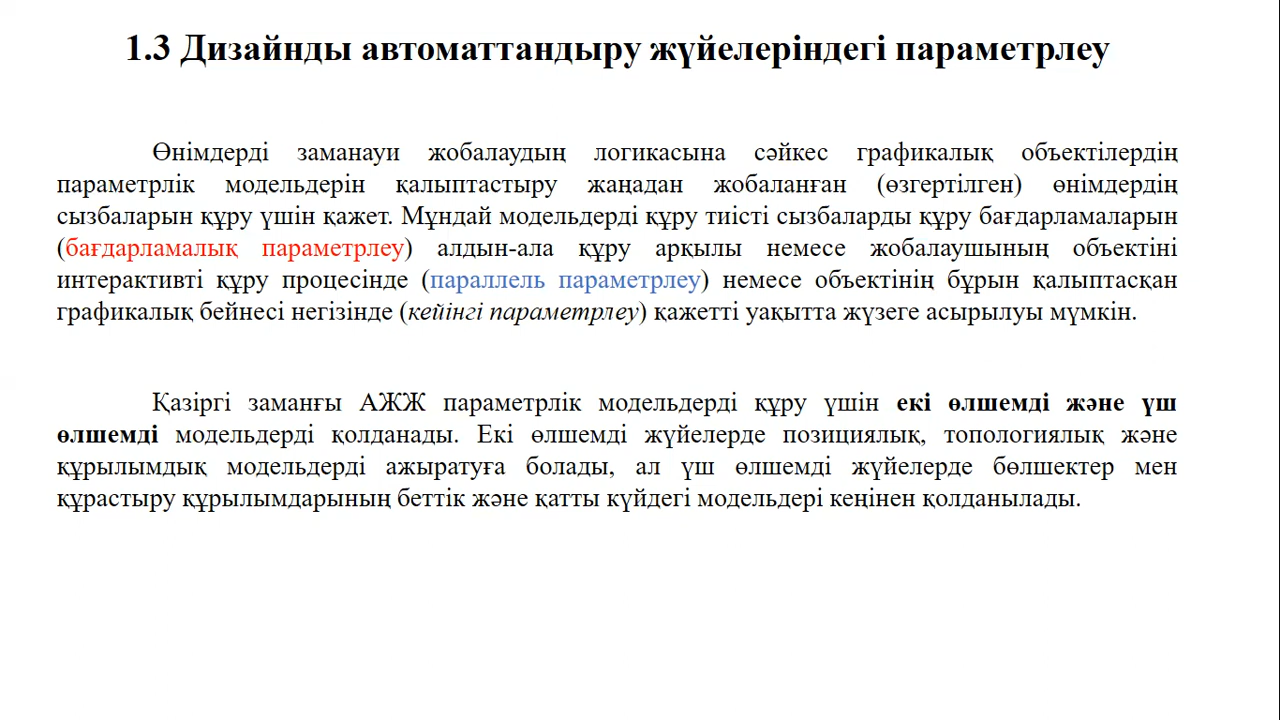 1.3 Дизайнды автоматтандыру жүйелеріндегі параметрлеу
Өнімдерді заманауи жобалаудың логикасына сәйкес графикалық объектілердің
параметрлік модельдерін қалыптастыру жаңадан жобаланған (өзгертілген) өнімдердің
сызбаларын құру үшін қажет. Мұндай модельдерді құру тиісті сызбаларды құру бағдарламаларын
(бағдарламалық параметрлеу) алдын-ала құру арқылы немесе жобалаушының объектіні
интерактивті құру процесінде (параллель параметрлеу) немесе объектінің бұрын қалыптасқан
графикалық бейнесі негізінде (кейінгі параметрлеу) қажетті уақытта жүзеге асырылуы мүмкін.
Қазіргі заманғы АЖЖ параметрлік модельдерді құру үшін екі өлшемді және үш
өлшемді модельдерді қолданады. Екі өлшемді жүйелерде позициялық, топологиялық және
құрылымдық модельдерді ажыратуға болады, ал үш өлшемді жүйелерде бөлшектер мен
құрастыру құрылымдарының беттік және қатты күйдегі модельдері кеңінен қолданылады.